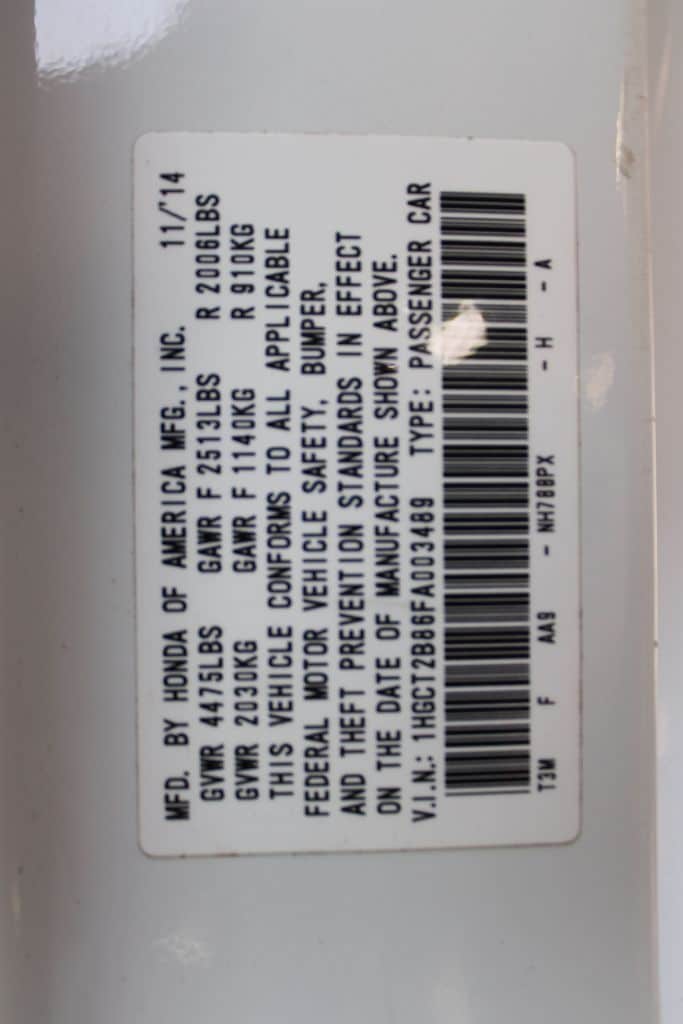 MFD. BY HONDA OF AMERICA MFG., INC. 11/'14
GVWR 4475LBS GAWR F 2513LBS R 2006LBS
GVWR 2030KG GAWR F 1140KG R 910KG
THIS VEHICLE CONFORMS TO ALL APPLICABLE
FEDERAL MOTOR VEHICLE SAFETY, BUMPER,
AND THEFT PREVENTION STANDARDS IN EFFECT
ON THE DATE OF MANUFACTURE SHOWN ABOVE.
V.I.N.: 1HGCT2B86FA003489 TYPE: PASSENGER CAR
T3M F AA9 - NH788PX - H - A